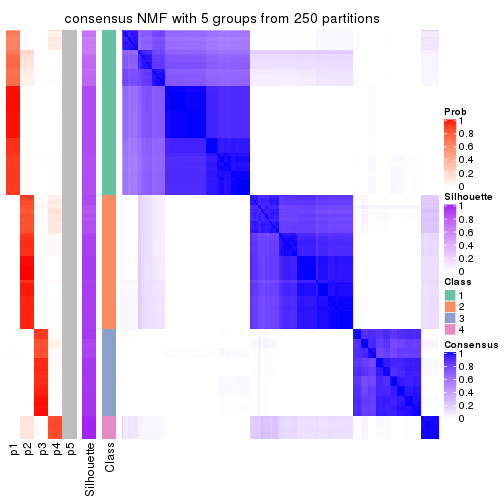 consensus NMF with 5 groups from 250 partitions
Prob
1
0.8
0.6
0.4
0.2
0
Silhouette
1
0.8
0.6
0.4
0.2
0
Class
1
2
3
4
Consensus
1
0.8
0.6
0.4
0.2
0
p1
p2
p3
p4
p5
Silhouette
Class